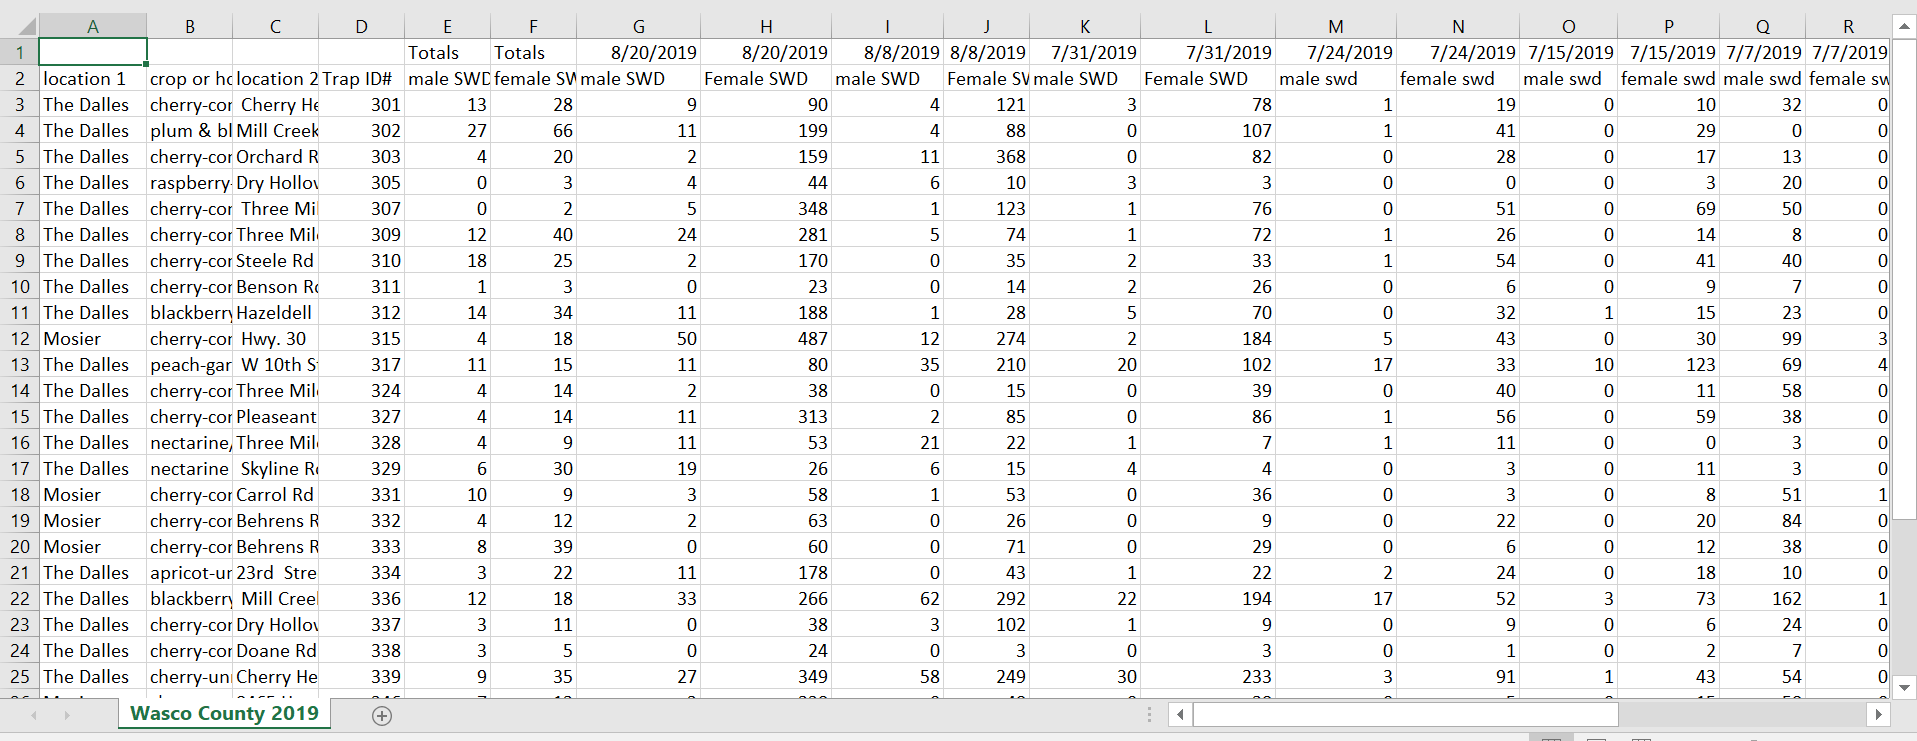 A B C D E F G H I J K L M N O P Q R
1 Totals Totals 8/20/2019 8/20/2019 8/8/2019 8/8/2019 7/31/2019 7/31/2019 7/24/2019 7/24/2019 7/15/2019 7/15/2019 7/7/2019 7/7/2019
2 location 1 crop or ho location 2 Trap ID# male SWD female SW male SWD Female SWD male SWD Female SV male SWD Female SWD male swd female swd male swd female swd male swd female sw
3 The Dalles cherry-cor Cherry He 301 13 28 9 90 4 121 3 78 1 19 0 10 32 0
4 The Dalles plum & bl Mill Creek 302 27 66 11 199 4 88 0 107 1 41 0 29 0 0
5 The Dalles cherry-cor Orchard R 303 4 20 2 159 11 368 0 82 0 28 0 17 13 0
6 The Dalles raspberry- Dry Hollov 305 0 3 4 44 6 10 3 3 0 0 0 3 20 0
7 The Dalles cherry-cor Three Mil 307 0 2 5 348 1 123 1 76 0 51 0 69 50 0
8 The Dalles cherry-cor Three Mil 309 12 40 24 281 5 74 1 72 1 26 0 14 8 0
9 The Dalles cherry-cor Steele Rd 310 18 25 2 170 0 35 2 33 1 54 0 41 40 0
10 The Dalles cherry-cor Benson Ro 311 1 3 0 23 0 14 2 26 0 6 0 9 7 0
11 The Dalles blackberry Hazeldell 312 14 34 11 188 1 28 5 70 0 32 1 15 23 0
12 Mosier cherry-cor Hwy. 30 315 4 18 50 487 12 274 2 184 5 43 0 30 99 3
13 The Dalles peach-gar W 10th S 317 11 15 11 80 35 210 20 102 17 33 10 123 69 4
14 The Dalles cherry-cor Three Mil 324 4 14 2 38 0 15 0 39 0 40 0 11 58 0
15 The Dalles cherry-cor Pleaseant 327 4 14 11 313 2 85 0 86 1 56 0 59 38 0
16 The Dalles nectarine, Three Mil 328 4 9 11 53 21 22 1 7 1 11 0 0 3 0
17 The Dalles nectarine Skyline Ro 329 6 30 19 26 6 15 4 4 0 3 0 11 3 0
18 Mosier cherry-cor Carrol Rd 331 10 9 3 58 1 53 0 36 0 3 0 8 51 1
19 Mosier cherry-cor Behrens R 332 4 12 2 63 0 26 0 9 0 22 0 20 84 0
20 Mosier cherry-cor Behrens R 333 8 39 0 60 0 71 0 29 0 6 0 12 38 0
21 The Dalles apricot-ur 23rd Stre 334 3 22 11 178 0 43 1 22 2 24 0 18 10 0
22 The Dalles blackberry Mill Creel 336 12 18 33 266 62 292 22 194 17 52 3 73 162 1
23 The Dalles cherry-cor Dry Hollov 337 3 11 0 38 3 102 1 9 0 9 0 6 24 0
24 The Dalles cherry-cor Doane Rd 338 3 5 0 24 0 3 0 3 0 1 0 2 7 0
25 The Dalles cherry-un Cherry He 339 9 35 27 349 58 249 30 233 3 91 1 43 54 0
Wasco County 2019